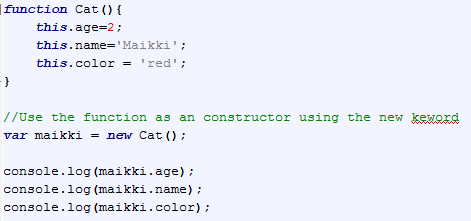 function Cat(){
this.age=2;
this.name='Maikki';
this.color = 'red';
}
//Use the function as an constructor using the new keword
var maikki = new Cat();
console.log(maikki.age);
console.log(maikki.name);
console.log(maikki.color);